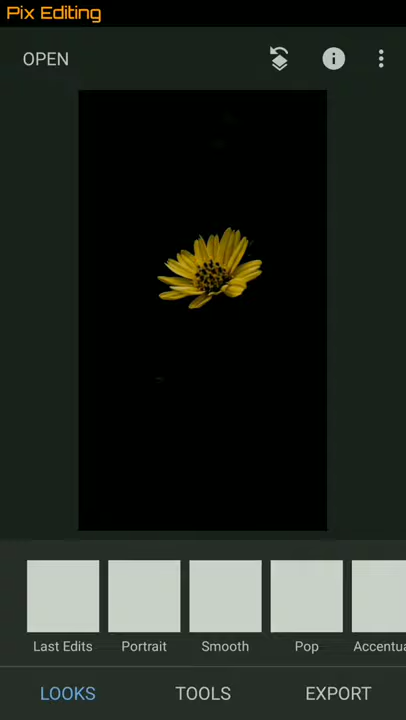 Pix Editing
OPEN
Last Edits
Portrait
Smooth
Pop
Accentua
LOOKS
TOOLS
EXPORT